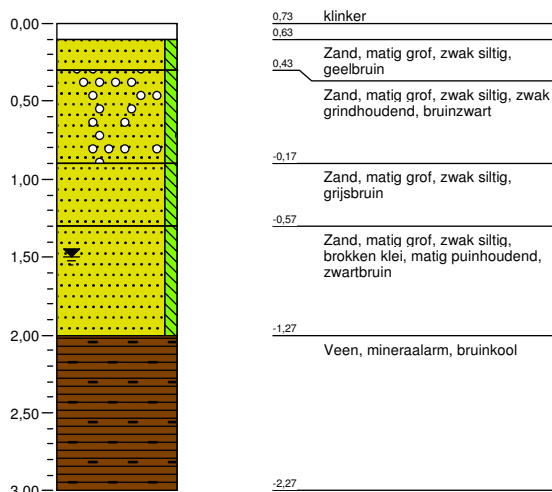 0,00
0,50
1,00
1,50
2,00
2,50
3,00
0,73 klinker
0,63
Zand, matig grof, zwak siltig,
geelbruin
0,43
Zand, matig grof, zwak siltig, zwak
grindhoudend, bruinzwart
-0,17
Zand, matig grof, zwak siltig,
grijsbruin
-0,57
Zand, matig grof, zwak siltig,
brokken klei, matig puinhoudend,
zwartbruin
-1,27
Veen, mineraalarm, bruinkool
-2,27